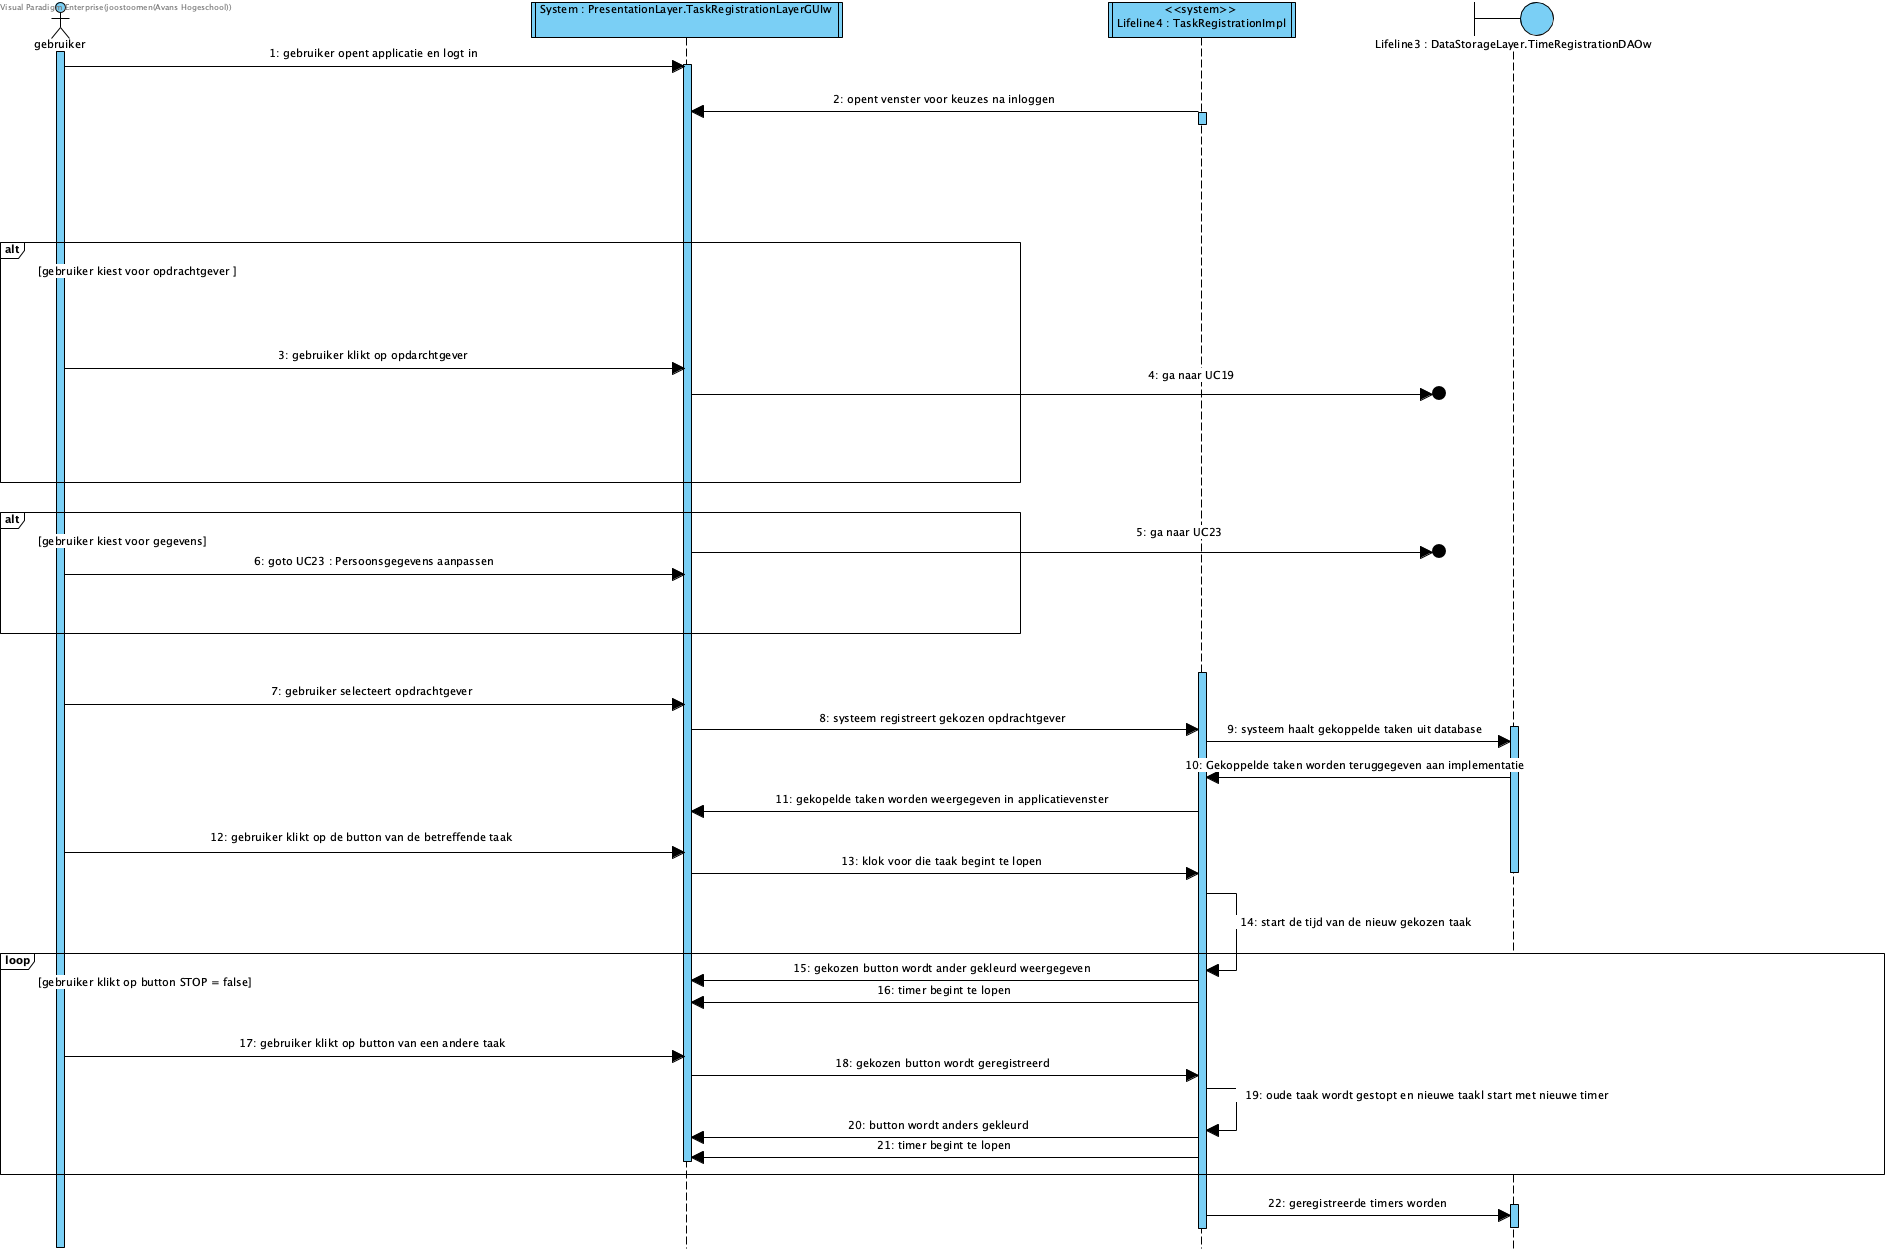 Visual Paradigm Enterprise(joostoomen(Avans Hogeschool))
gebruiker
System : PresentationLayer.TaskRegistrationLayerGUIw
<<system>>
Lifeline4 : TaskRegistrationImpl
Lifeline3 : DataStorageLayer.TimeRegistrationDAOw
1: gebruiker opent applicatie en logt in
2: opent venster voor keuzes na inloggen
alt
[gebruiker kiest voor opdrachtgever ]
3: gebruiker klikt op opdarchtgever
4: ga naar UC19
alt
[gebruiker kiest voor gegevens]
5: ga naar UC23
6: goto UC23 : Persoonsgegevens aanpassen
7: gebruiker selecteert opdrachtgever
8: systeem registreert gekozen opdrachtgever
9: systeem haalt gekoppelde taken uit database
10: Gekoppelde taken worden teruggegeven aan implementatie
11: gekopelde taken worden weergegeven in applicatievenster
12: gebruiker klikt op de button van de betreffende taak
13: klok voor die taak begint te lopen
14: start de tijd van de nieuw gekozen taak
loop
[gebruiker klikt op button STOP = false]
15: gekozen button wordt ander gekleurd weergegeven
16: timer begint te lopen
17: gebruiker klikt op button van een andere taak
18: gekozen button wordt geregistreerd
19: oude taak wordt gestopt en nieuwe taakl start met nieuwe timer
20: button wordt anders gekleurd
21: timer begint te lopen
22: geregistreerde timers worden